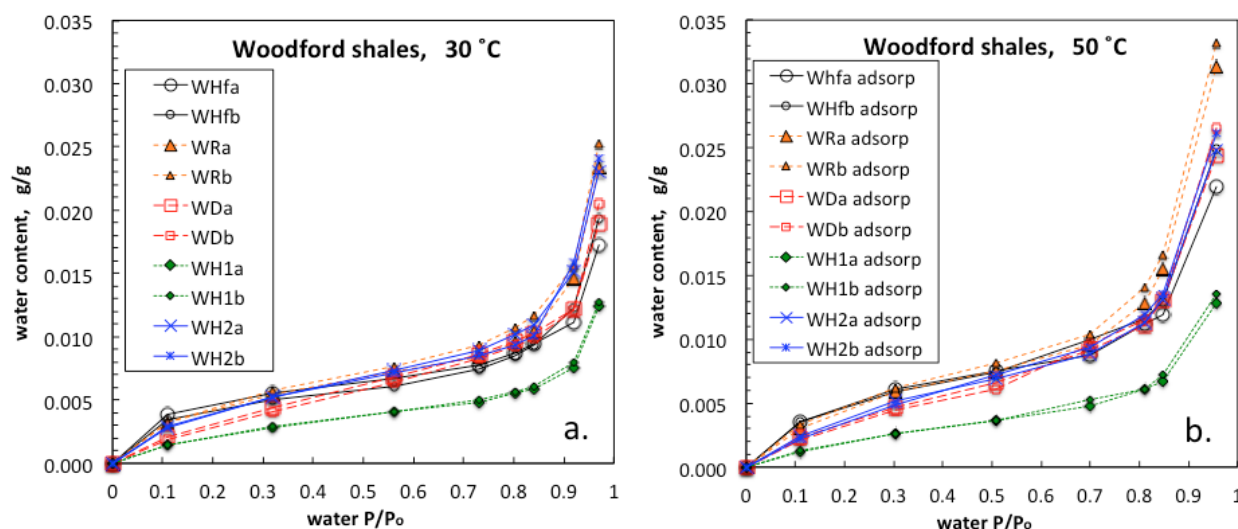 Woodford shales, 30 ˚C
WHfa
WHfb
WRa
WRb
WDa
WDb
WH1a
WH1b
WH2a
WH2b
a.
water content, g/g
0.035
0.030
0.025
0.020
0.015
0.010
0.005
0.000
0 0.1 0.2 0.3 0.4 0.5 0.6 0.7 0.8 0.9 1
water P/Po
Woodford shales, 50 ˚C
Whfa adsorp
WHfb adsorp
WRa adsorp
WRb adsorp
WDa adsorp
WDb adsorp
WH1a adsorp
WH1b adsorp
WH2a adsorp
WH2b adsorp
b.
water content, g/g
0.035
0.030
0.025
0.020
0.015
0.010
0.005
0.000
0 0.1 0.2 0.3 0.4 0.5 0.6 0.7 0.8 0.9 1
water P/Po